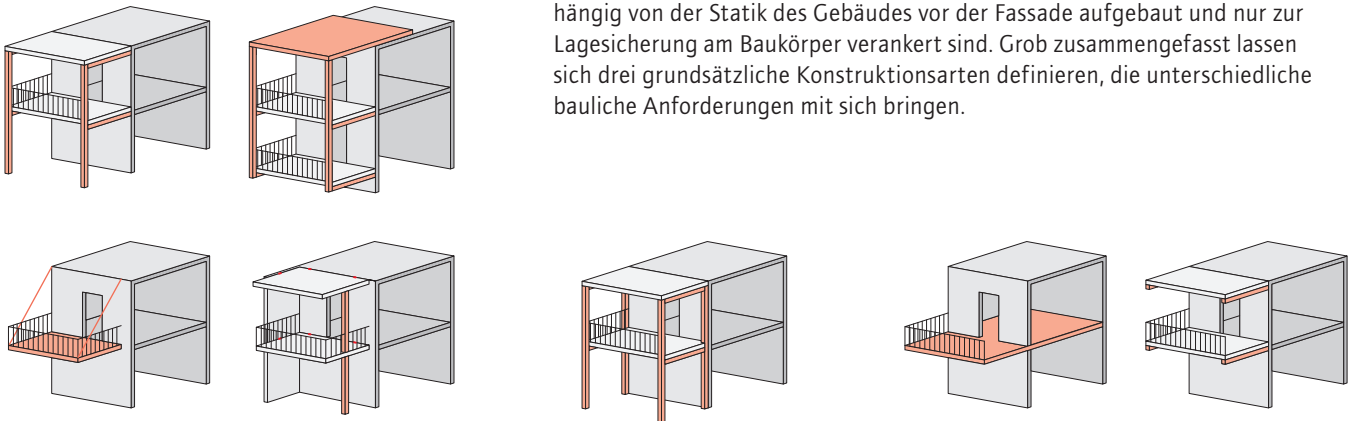 hängig von der Statik des Gebäudes vor der Fassade aufgebaut und nur zur
Lagesicherung am Baukörper verankert sind. Grob zusammengefasst lassen
sich drei grundsätzliche Konstruktionsarten definieren, die unterschiedliche
bauliche Anforderungen mit sich bringen.